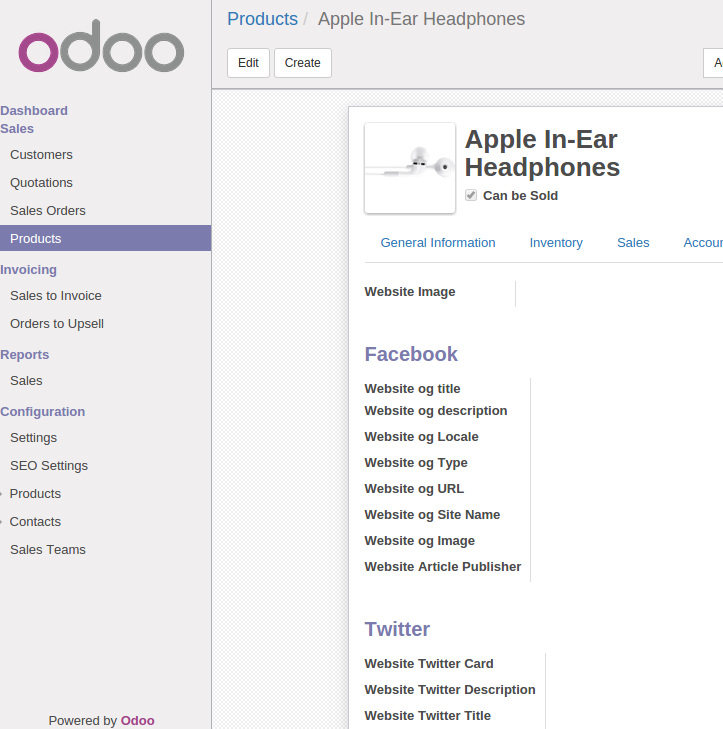 odoo
Dashboard
Sales
Customers
Quotations
Sales Orders
Products
Invoicing
Sales to Invoice
Orders to Upsell
Reports
Sales
Configuration
Settings
SEO Settings
Products
Contacts
Sales Teams
Powered by Odoo
Products / Apple In-Ear Headphones
Edit Create
Apple In-Ear
Headphones
Can be Sold
General Information Inventory Sales
Website Image
Facebook
Website og title
Website og description
Website og Locale
Website og Type
Website og URL
Website og Site Name
Website og Image
Website Article Publisher
Twitter
Website Twitter Card
Website Twitter Description
Website Twitter Title